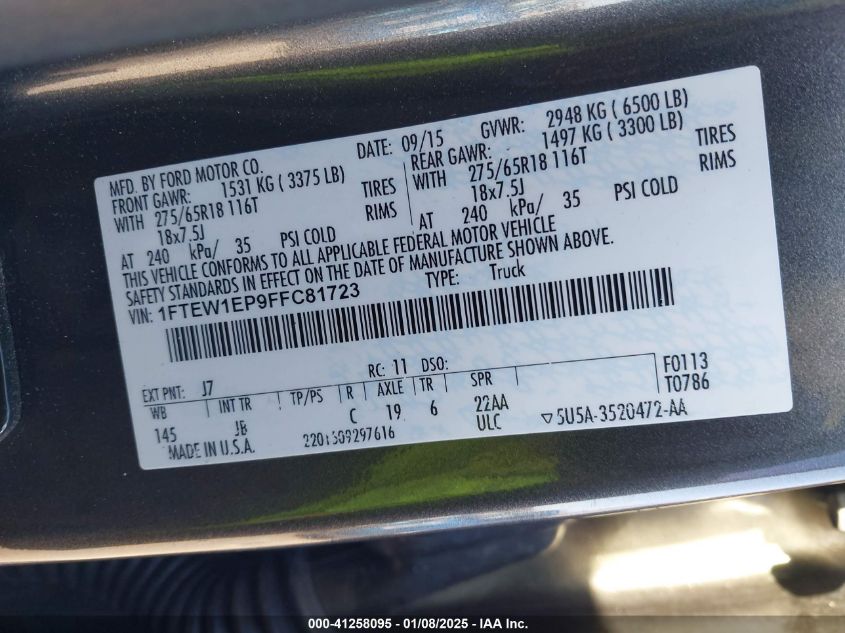 MFD. BY FORD MOTOR CO.
DATE: 09/15 GVWR: 2948 KG ( 6500 LB)
FRONT GAWR: 1531 KG ( 3375 LB)
REAR GAWR: 1497 KG ( 3300 LB)
WITH 275/65R18 116T TIRES
WITH 275/65R18 116T TIRES
18x7.5J RIMS
18x7.5J RIMS
AT 240 kPa/ 35 PSI COLD
AT 240 kPa/ 35 PSI COLD
THIS VEHICLE CONFORMS TO ALL APPLICABLE FEDERAL MOTOR VEHICLE
SAFETY STANDARDS IN EFFECT ON THE DATE OF MANUFACTURE SHOWN ABOVE.
VIN: 1FTEW1EP9FFC81723
TYPE: Truck
EXT PNT: J7 RC: 11 DSO:
WB INT TR TP/PS R AXLE TR SPR
145 JB C 19 6 22AA
ULC
F0113
T0786
MADE IN U.S.A. 2201509297616
▽5U5A-3520472-AA
000-41258095 - 01/08/2025 - IAA Inc.